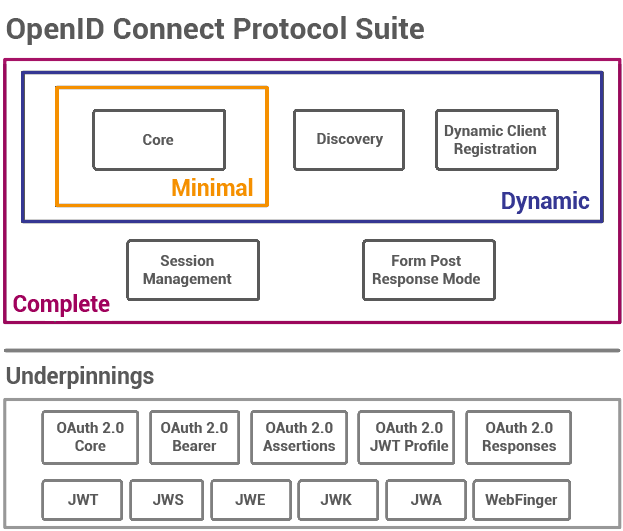 OpenID Connect Protocol Suite
Core
Minimal
Discovery
Dynamic Client
Registration
Dynamic
Session
Management
Form Post
Response Mode
Complete
Underpinnings
OAuth 2.0
Core
OAuth 2.0
Bearer
OAuth 2.0
Assertions
OAuth 2.0
JWT Profile
OAuth 2.0
Responses
JWT
JWS
JWE
JWK
JWA
WebFinger